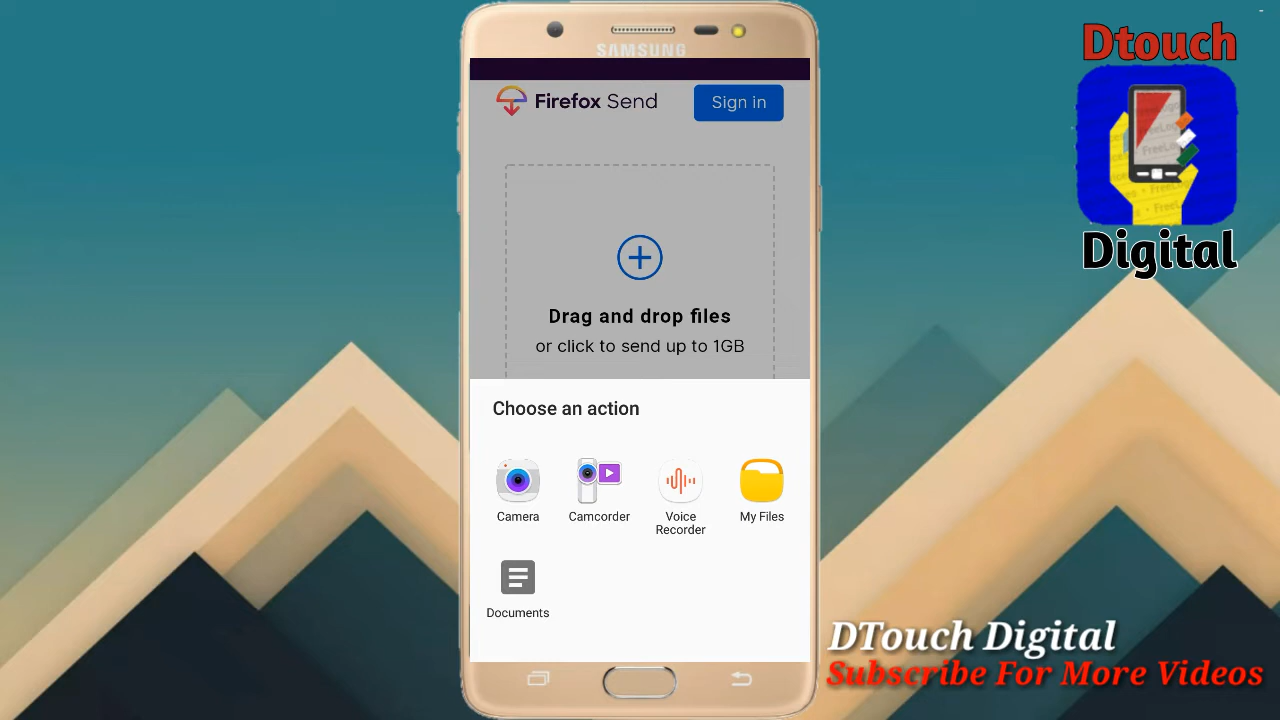 SAMSUNG
Firefox Send
Sign in
Drag and drop files
or click to send up to 1GB
Choose an action
Camera
Camcorder
Voice
Recorder
My Files
Documents
Dtouch
Digital
DTouch Digital
Subscribe For More Videos